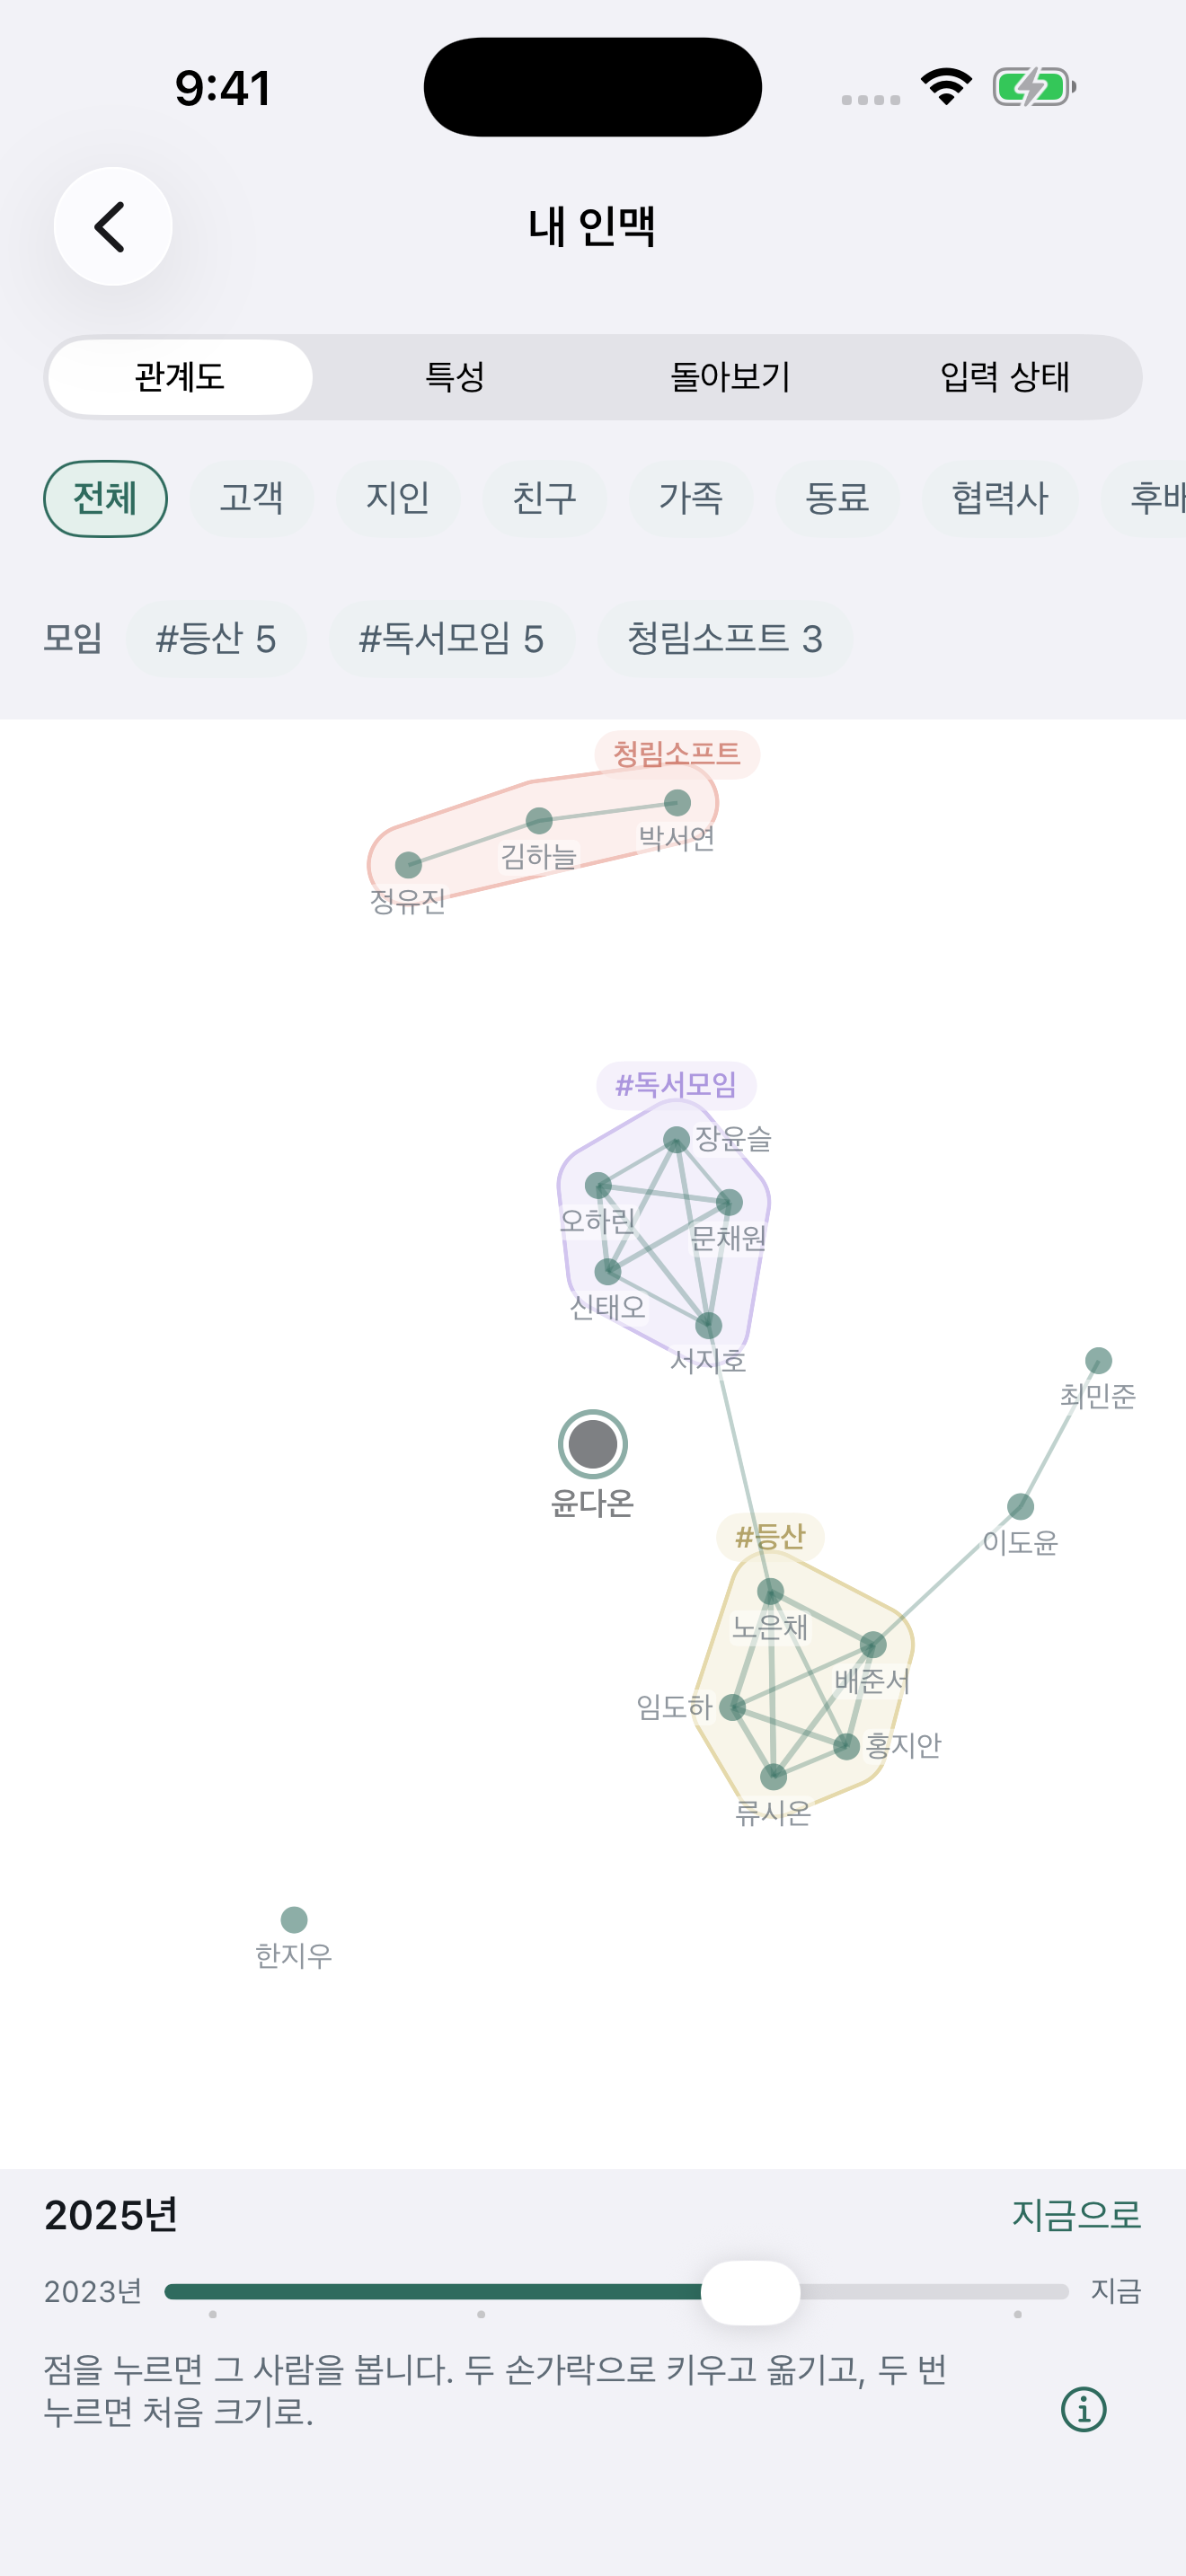 9:41
내 인맥
관계도 특성 돌아보기 입력 상태
전체 고객 지인 친구 가족 동료 협력사
모임 #등산 5 #독서모임 5 청림소프트 3
청림소프트
박서연
김하늘
정유진
#독서모임
장윤슬
오하린
문채원
신태오
서지호
최민준
윤다온
#등산
이도윤
노은채
배준서
임도하
홍지안
류시온
한지우
2025년 지금으로
2023년 지금
점을 누르면 그 사람을 봅니다. 두 손가락으로 키우고 옮기고, 두 번
누르면 처음 크기로.